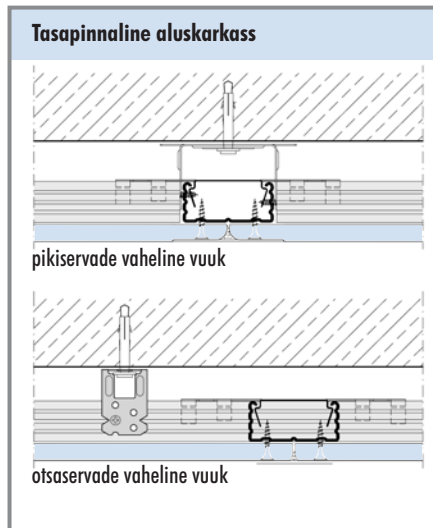 Tasapinnaline aluskarkass
pikiservade vaheline vuuk
otsaservade vaheline vuuk